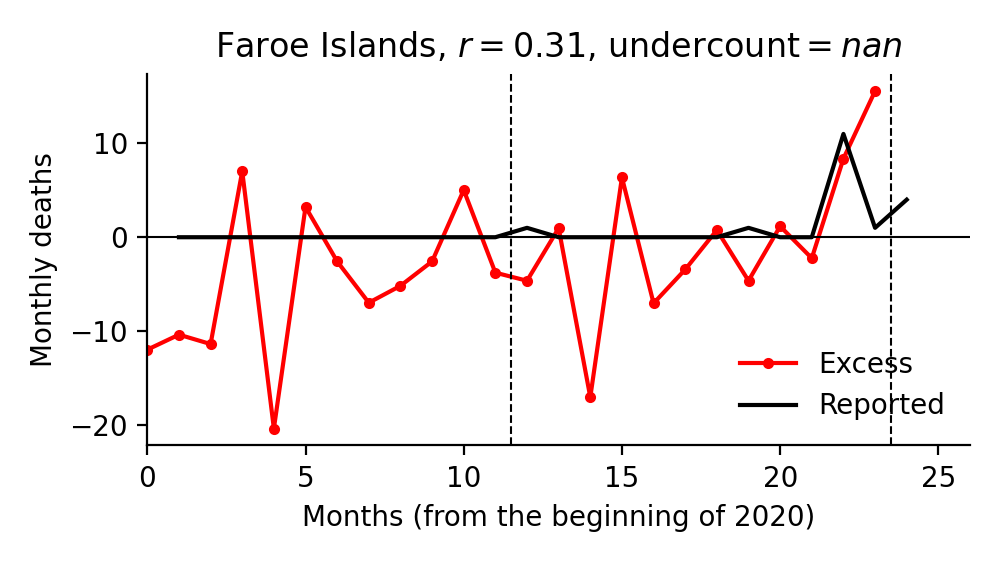 Faroe Islands, r = 0.31, undercount = nan
Monthly deaths
10
0
−10
−20
Excess
Reported
0 5 10 15 20 25
Months (from the beginning of 2020)